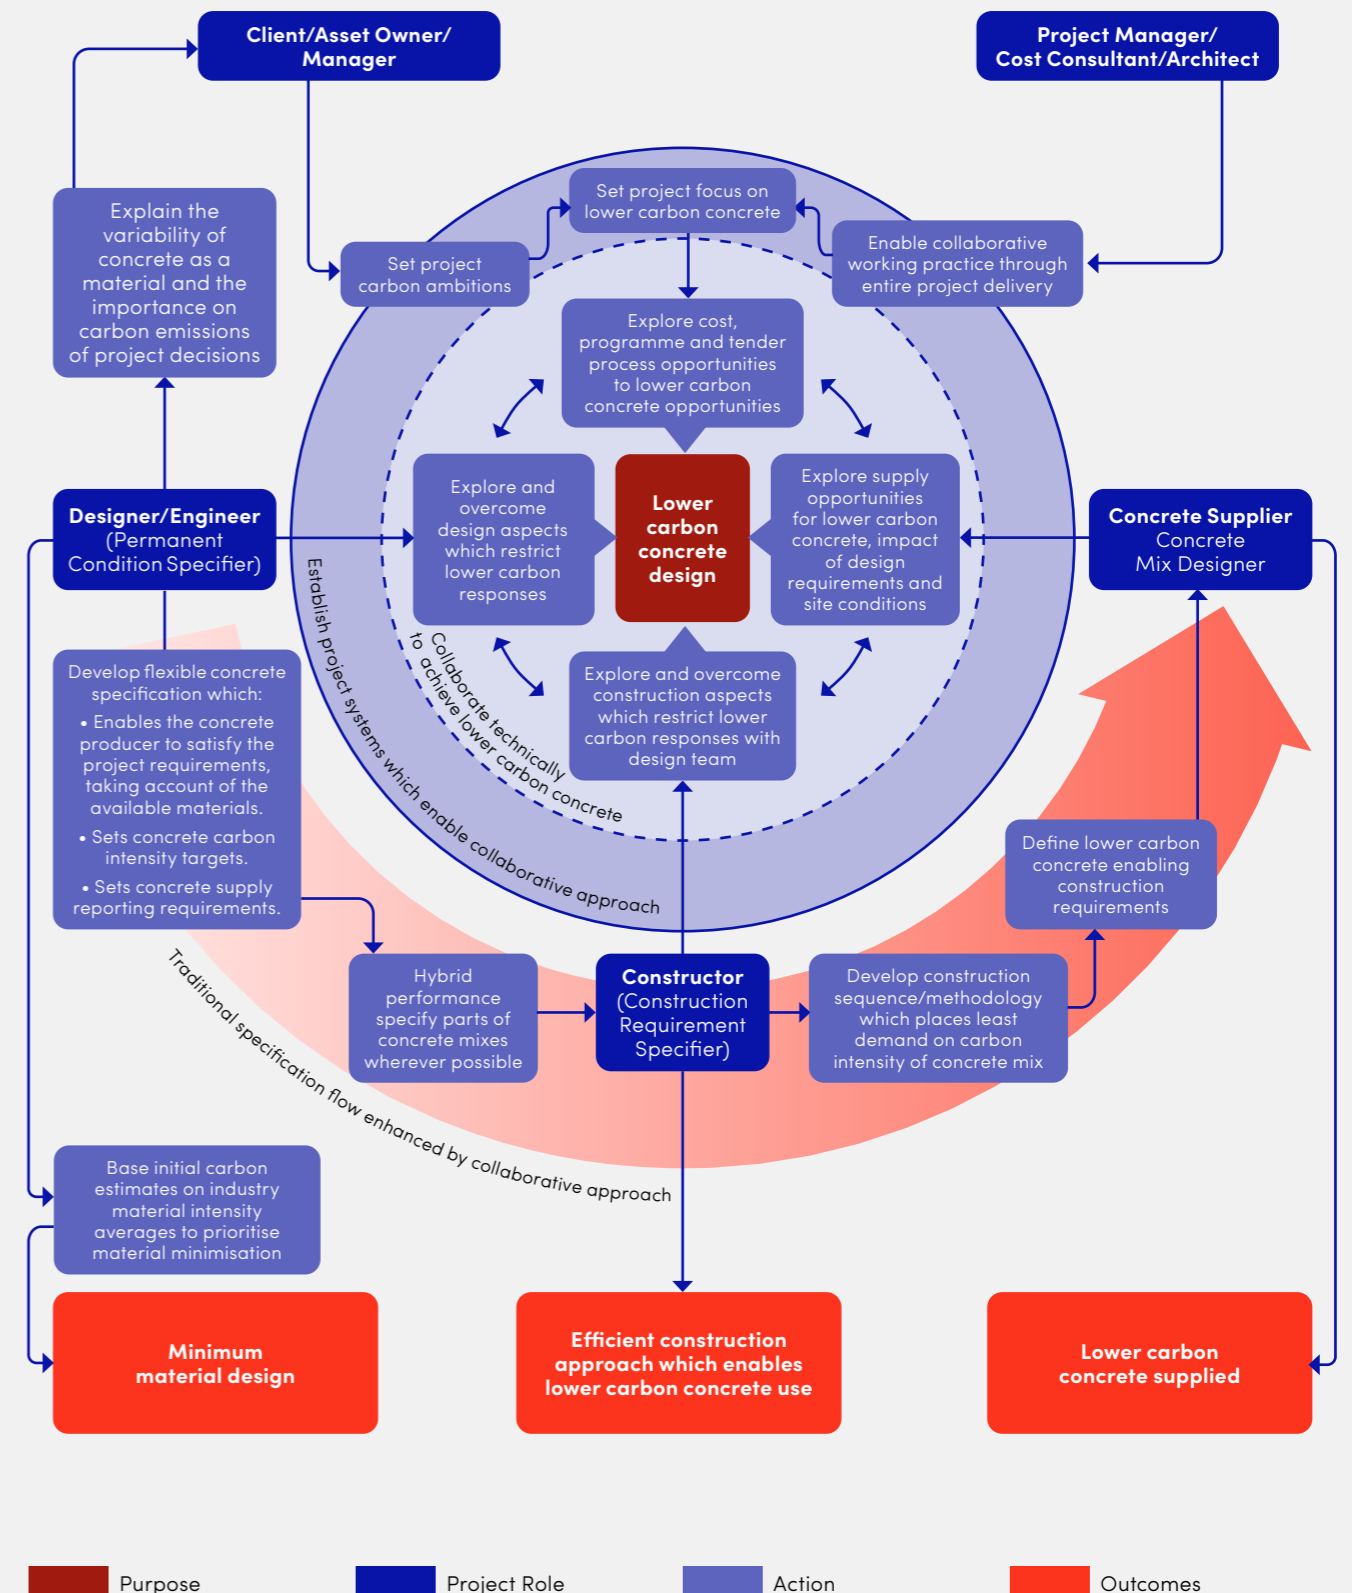 Client/Asset Owner/
Manager
Project Manager/
Cost Consultant/Architect
Explain the
variability of
concrete as a
material and the
importance on
carbon emissions
of project decisions
Set project focus on
lower carbon concrete
Set project
carbon ambitions
Enable collaborative
working practice through
entire project delivery
Explore cost,
programme and tender
process opportunities
to lower carbon
concrete opportunities
Designer/Engineer
(Permanent
Condition Specifier)
Explore and
overcome
design aspects
which restrict
lower carbon
responses
Lower
carbon
concrete
design
Explore supply
opportunities
for lower carbon
concrete, impact
of design
requirements and
site conditions
Concrete Supplier
Concrete
Mix Designer
Establish project systems which enable collaborative approach
Collaborate technically
to achieve lower carbon concrete
Explore and overcome
construction aspects
which restrict lower
carbon responses with
design team
Develop flexible concrete
specification which:
• Enables the concrete
producer to satisfy the
project requirements,
taking account of the
available materials.
• Sets concrete carbon
intensity targets.
• Sets concrete supply
reporting requirements.
Define lower carbon
concrete enabling
construction
requirements
Traditional specification flow enhanced by collaborative approach
Hybrid
performance
specify parts of
concrete mixes
wherever possible
Constructor
(Construction
Requirement
Specifier)
Develop construction
sequence/methodology
which places least
demand on carbon
intensity of concrete mix
Base initial carbon
estimates on industry
material intensity
averages to prioritise
material minimisation
Minimum
material design
Efficient construction
approach which enables
lower carbon concrete use
Lower carbon
concrete supplied
Purpose
Project Role
Action
Outcomes